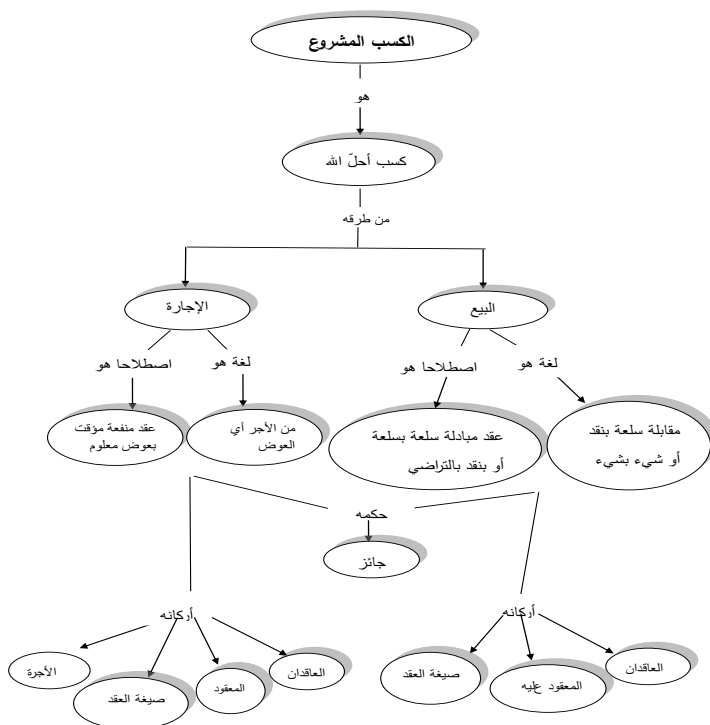 الكسب المشروع
هو
كسب أحلّ الله
من طرقه
البيع
الإجارة
لغة هو
اصطلاحا هو
لغة هو
اصطلاحا هو
مقابلة سلعة بنقد
أو شيء بشيء
عقد مبادلة سلعة بسلعة
أو بنقد بالتراضي
من الأجر أي
العوض
عقد منفعة مؤقت
بعوض معلوم
حكمه
جائز
أركانه
أركانه
العاقدان
المعقود عليه
صيغة العقد
العاقدان
المعقود
صيغة العقد
الأجرة